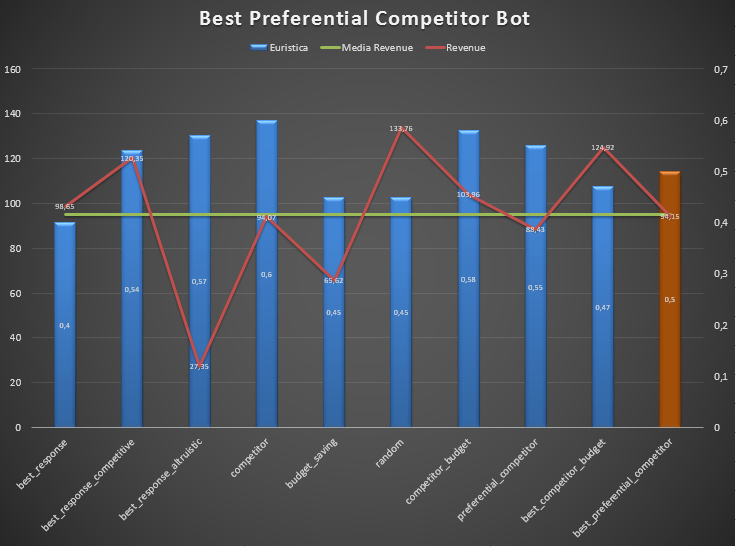 Best Preferential Competitor Bot
Euristica Media Revenue Revenue
160 0,7
140 0,6
120 0,5
100 0,4
80 0,3
60 0,2
40 0,1
20 0
0
98,65
120,35
27,35
94,07
65,62
133,76
103,96
88,43
124,92
94,15
0,4
0,54
0,57
0,6
0,45
0,45
0,58
0,55
0,47
0,5
best_response
best_response_competitive
best_response_altruistic
competitor
budget_saving
random
competitor_budget
preferential_competitor
best_competitor_budget
best_preferential_competitor